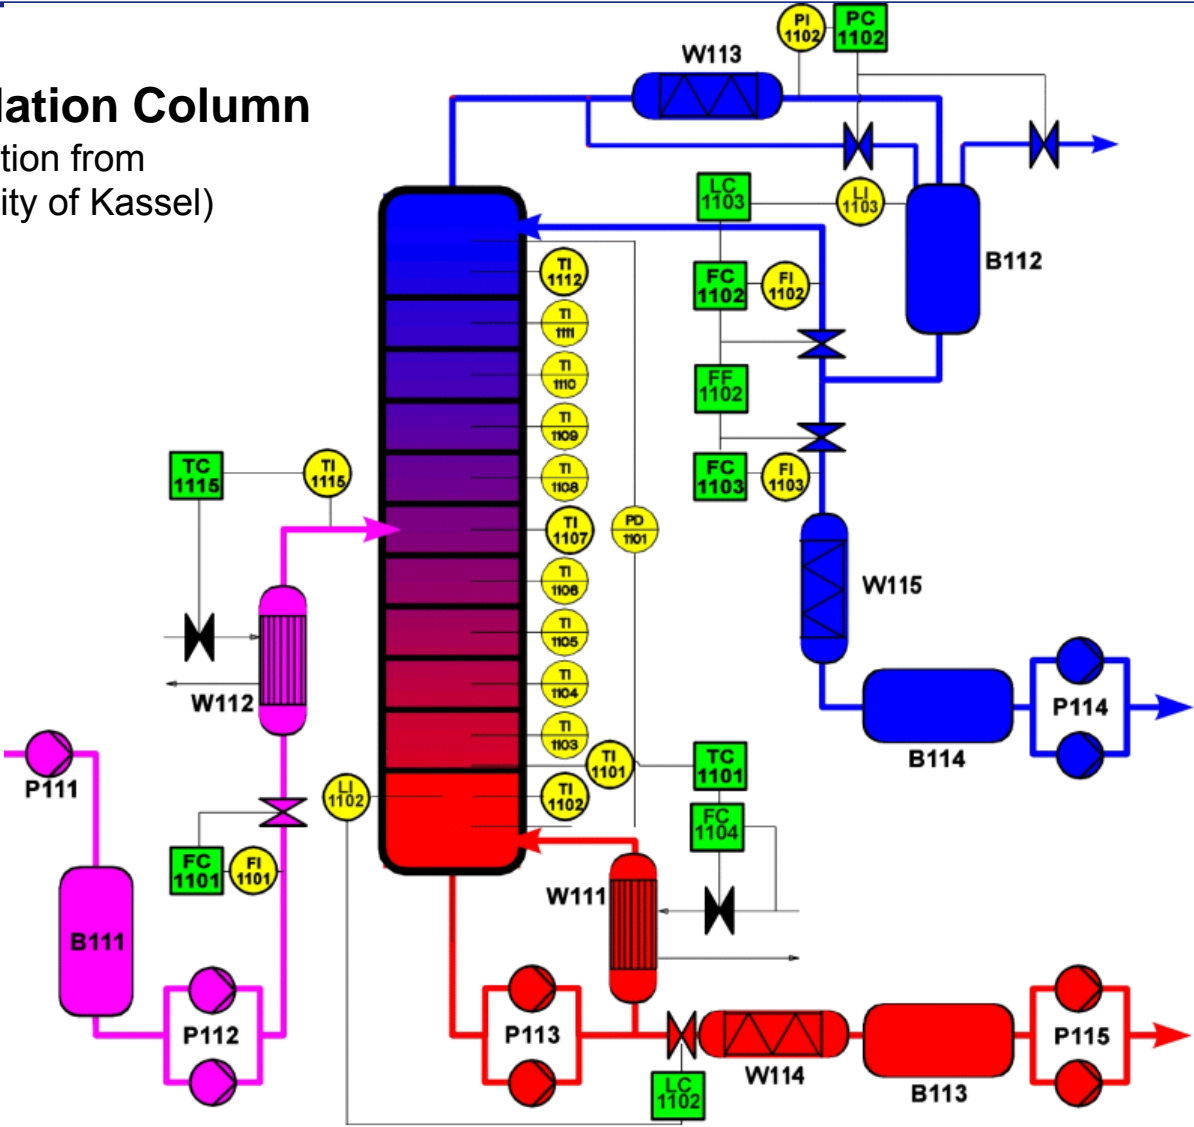 lation Column
tion from
ity of Kassel)
W113
PI
1102
PC
1102
LC
1103
LI
1103
B112
TI
1112
FC
1102
FI
1102
TI
1111
TI
1110
FF
1102
TI
1109
TC
1115
TI
1115
TI
1108
FC
1103
FI
1103
TI
1107
PD
1101
TI
1106
W115
TI
1105
W112
TI
1104
P114
TI
1103
B114
P111
TI
1101
TC
1101
LI
1102
TI
1102
FC
1104
FC
1101
FI
1101
W111
B111
P112
P113
P115
W114
B113
LC
1102